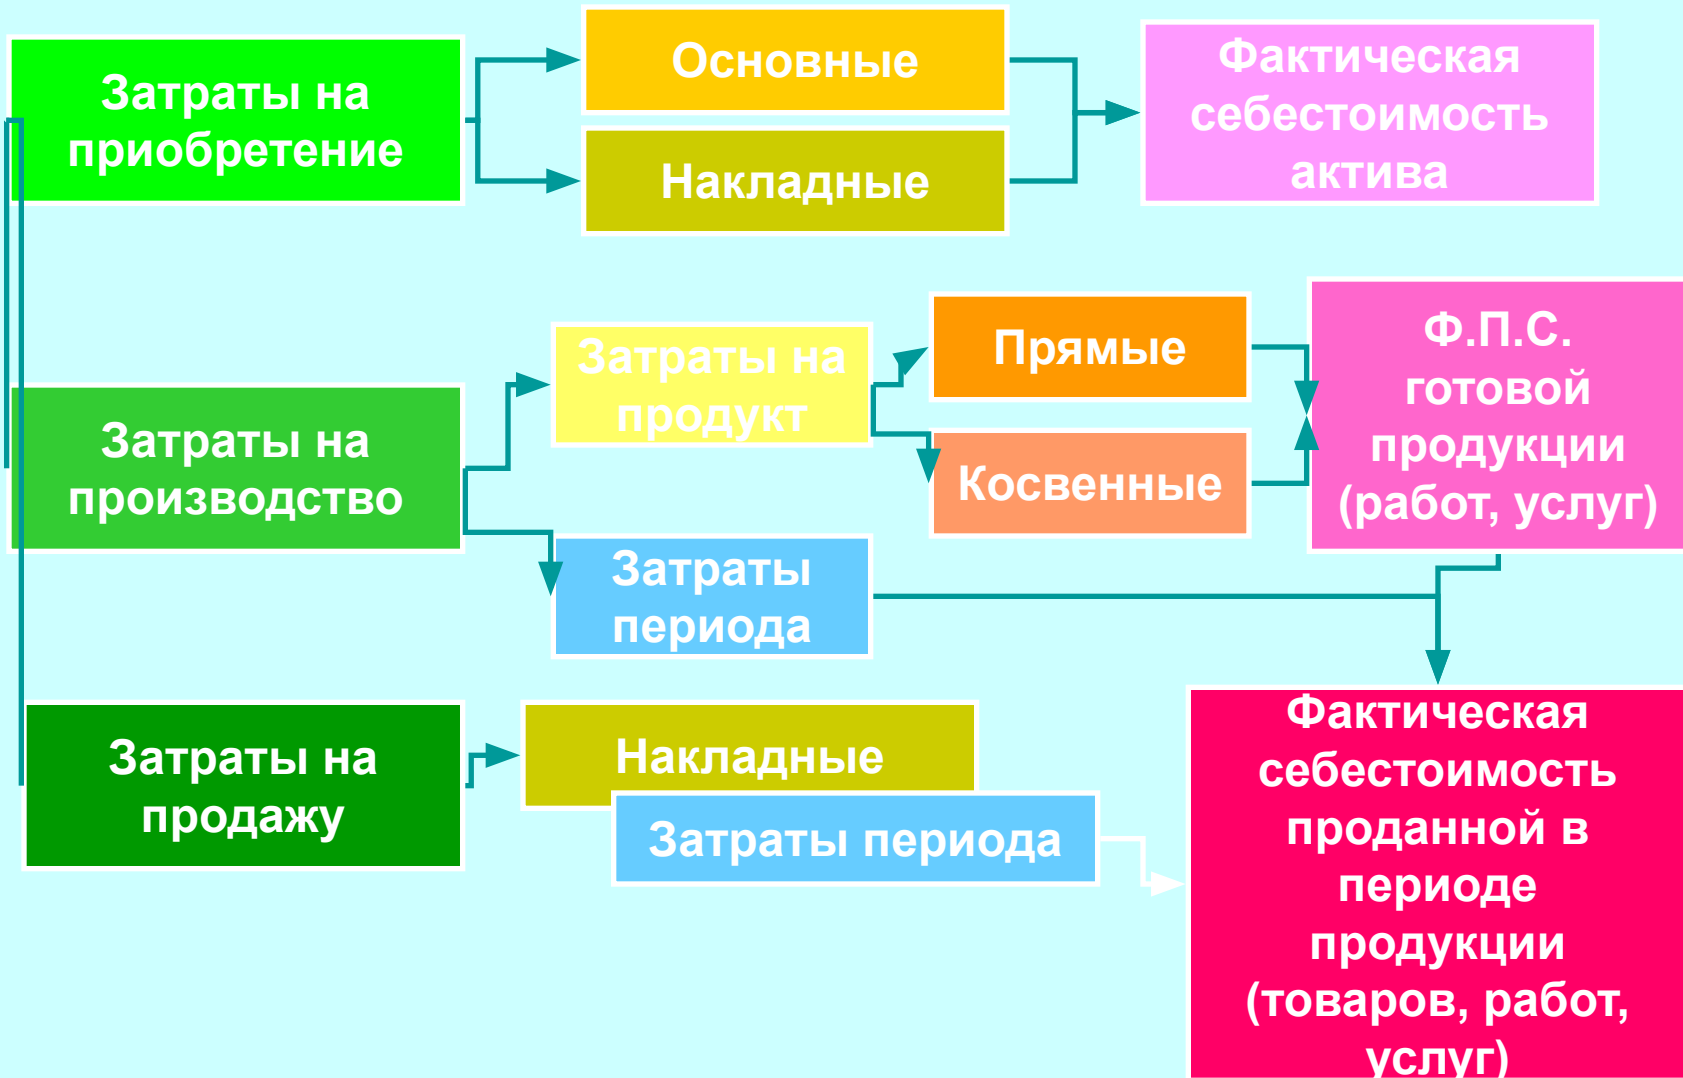 Затраты на
приобретение
Основные
Накладные
Фактическая
себестоимость
актива
Затраты на
производство
Затраты на
продукт
Прямые
Косвенные
Ф.П.С.
готовой
продукции
(работ, услуг)
Затраты
периода
Затраты на
продажу
Накладные
Затраты периода
Фактическая
себестоимость
проданной в
периоде
продукции
(товаров, работ,
услуг)